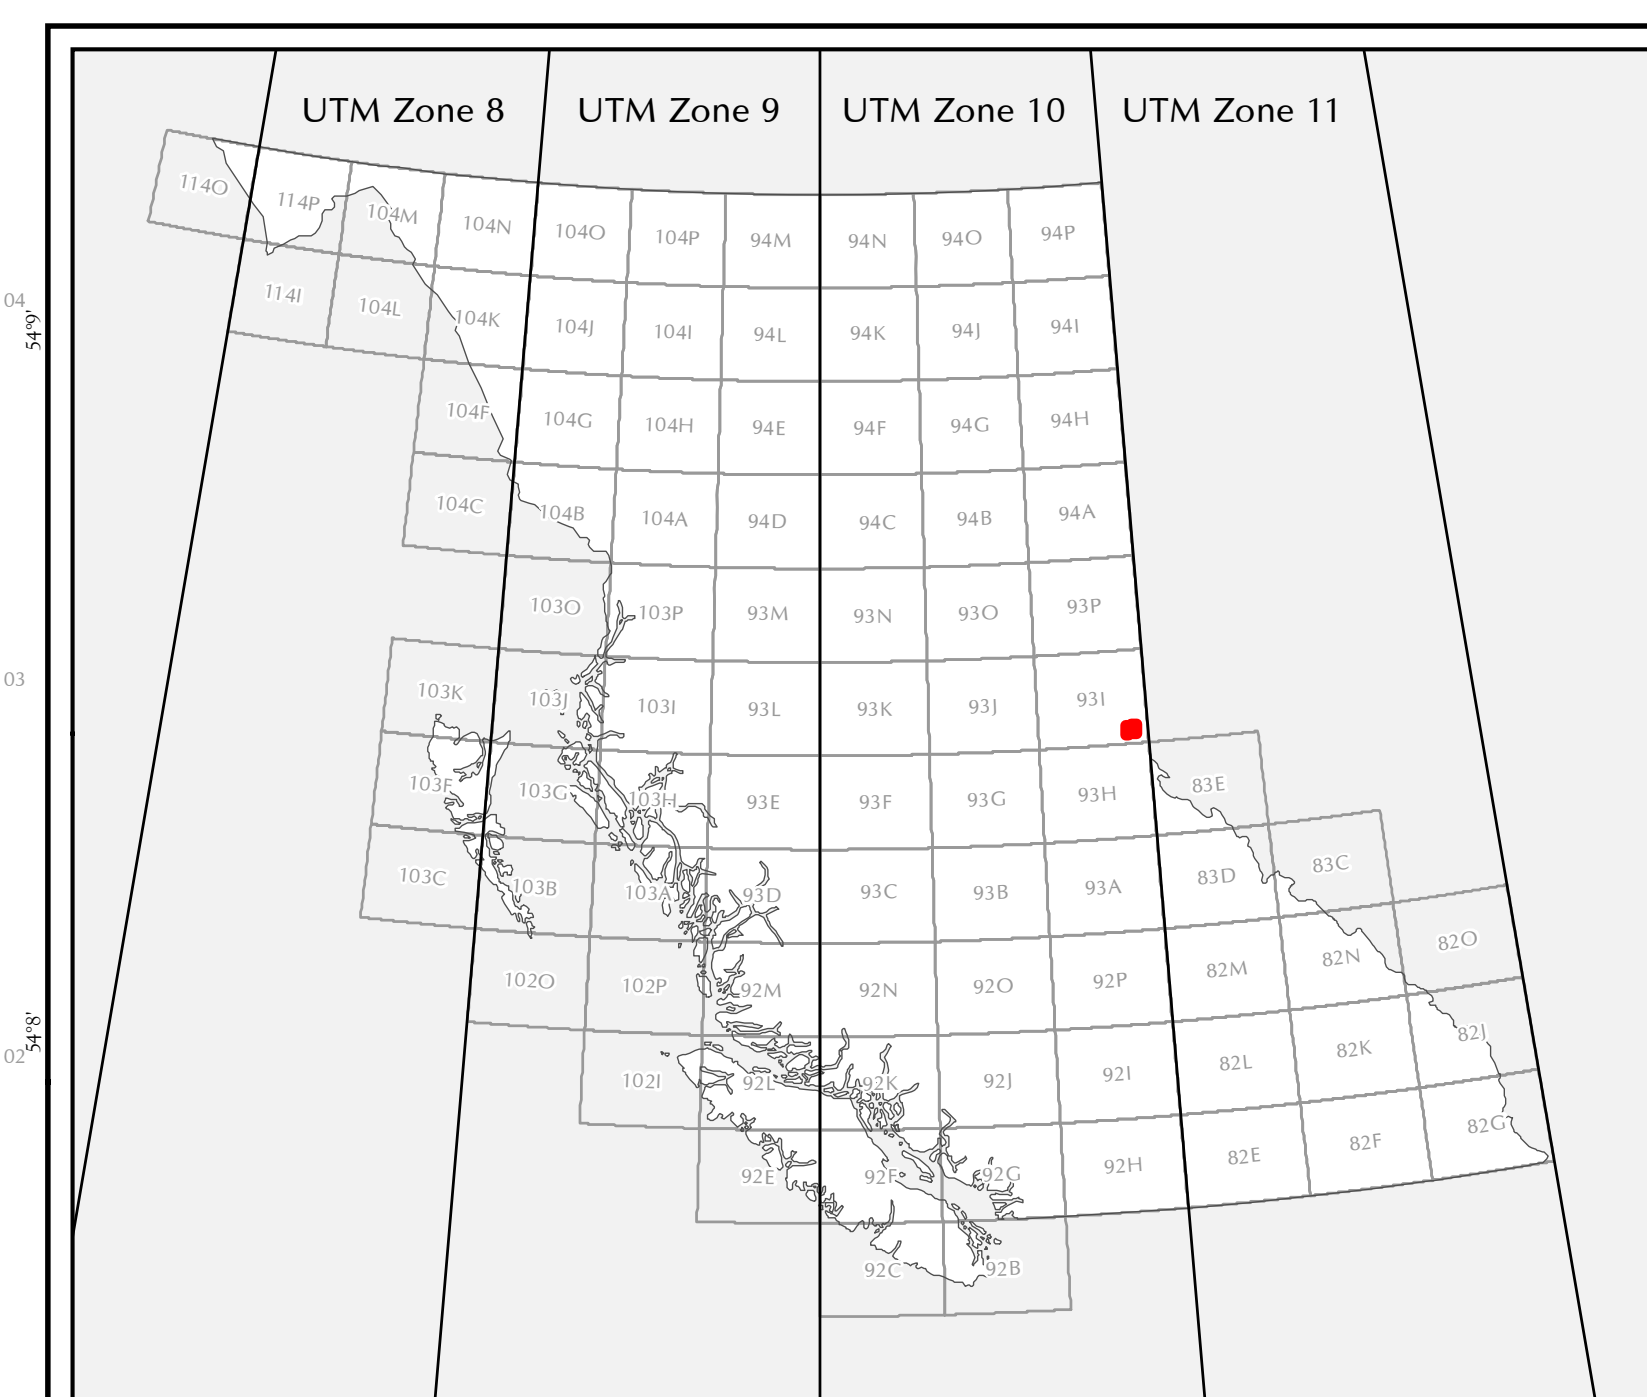 UTM Zone 8 UTM Zone 9 UTM Zone 10 UTM Zone 11
114O 114P 104M 104N 104O 104P 94M 94N 94O 94P
114I 104L 104K 104J 104I 94L 94K 94J 94I
04
54°9'
104F 104G 104H 94E 94F 94G 94H
104C 104B 104A 94D 94C 94B 94A
103O 103P 93M 93N 93O 93P
03
103K 103J 103I 93L 93K 93J 93I
103F 103G 103H 93E 93F 93G 93H 83E
103C 103B 103A 93D 93C 93B 93A 83D 83C
102O 102P 92M 92N 92O 92P 82M 82N 82O
02
54°8'
102I 92L 92K 92J 92I 82L 82K 82J
92E 92F 92G 92H 82E 82F 82G
92C 92B